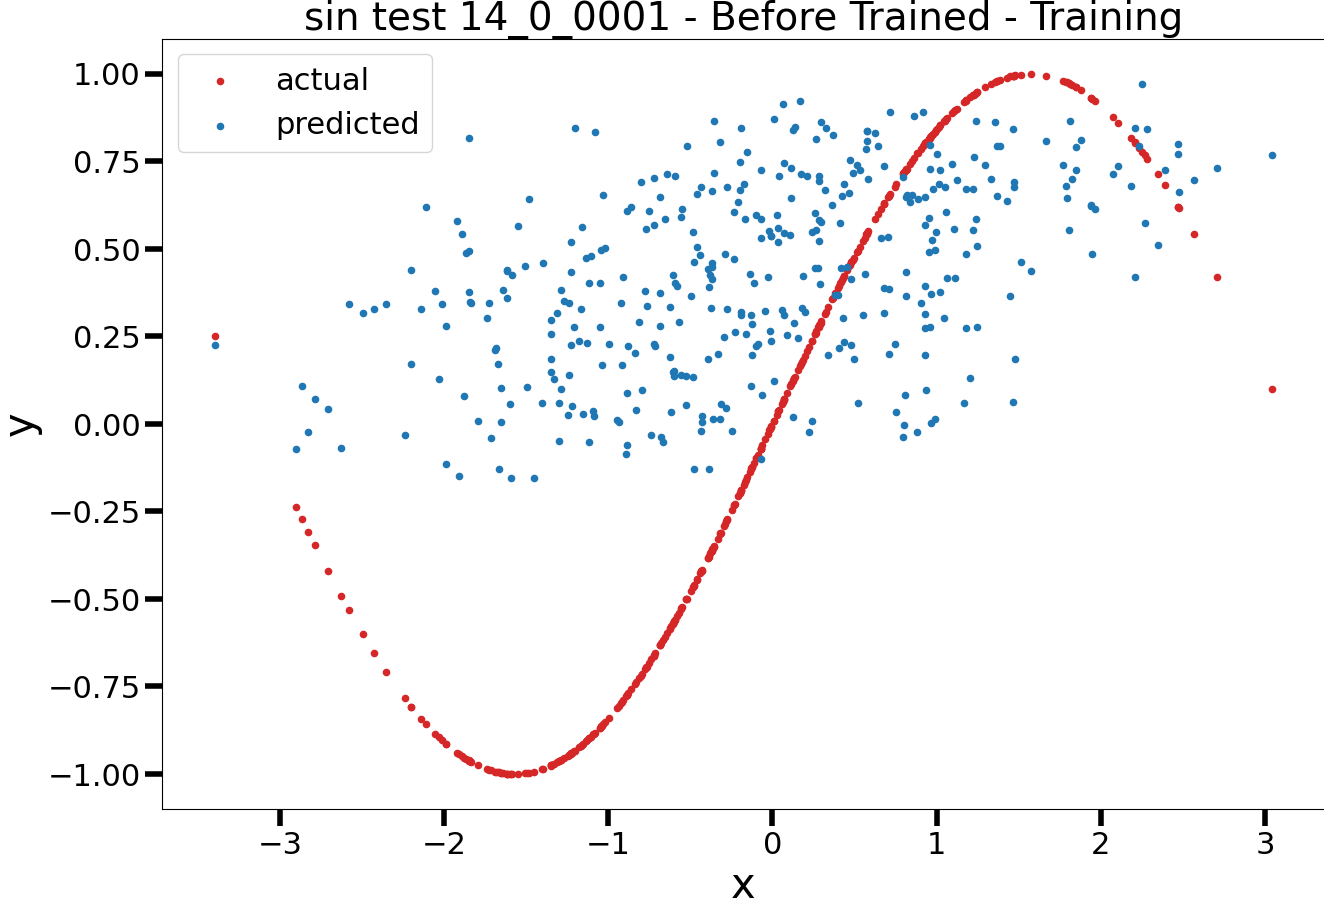 sin test 14_0_0001 - Before Trained - Training
actual
predicted
1.00
0.75
0.50
0.25
0.00
−0.25
−0.50
−0.75
−1.00
y
−3 −2 −1 0 1 2 3
x